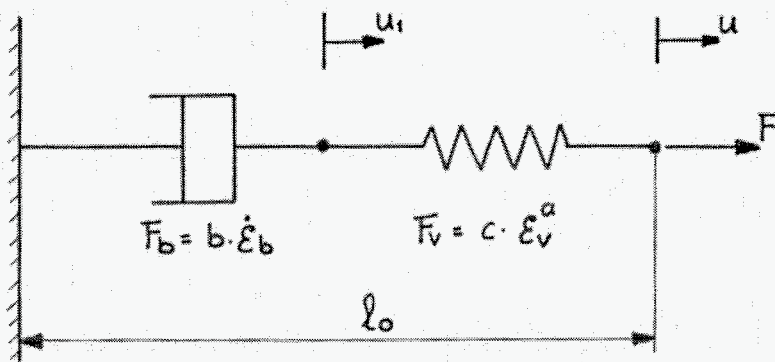 u₁
u
F
F_b = b · ε̇_b
F_v = c · ε_v^a
l₀